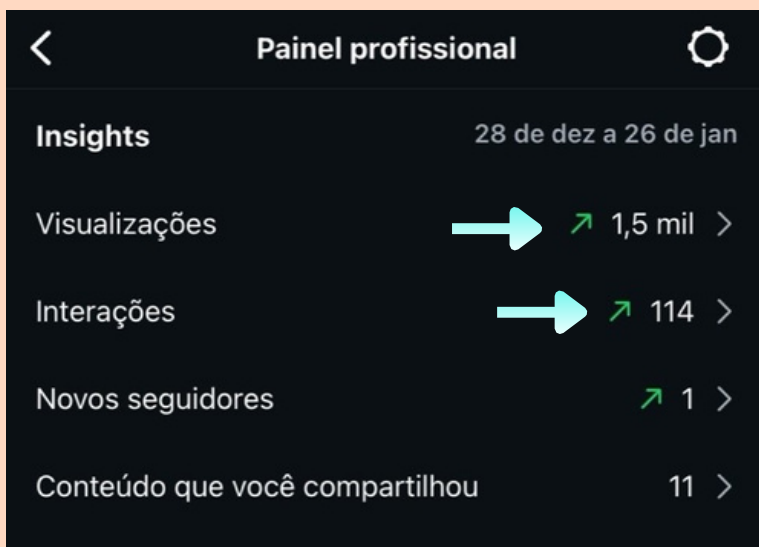 Painel profissional
Insights 28 de dez a 26 de jan
Visualizações 1,5 mil
Interações 114
Novos seguidores 1
Conteúdo que você compartilhou 11